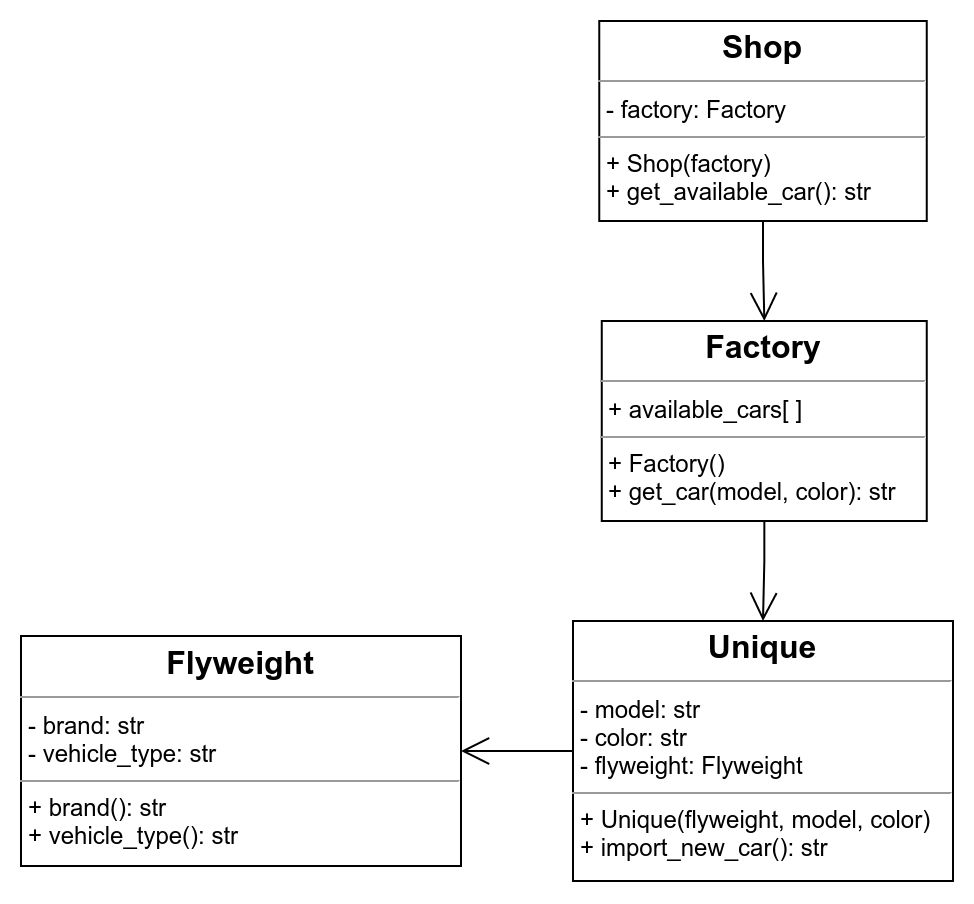 Shop
- factory: Factory
+ Shop(factory)
+ get_available_car(): str
Factory
+ available_cars[ ]
+ Factory()
+ get_car(model, color): str
Flyweight
- brand: str
- vehicle_type: str
+ brand(): str
+ vehicle_type(): str
Unique
- model: str
- color: str
- flyweight: Flyweight
+ Unique(flyweight, model, color)
+ import_new_car(): str